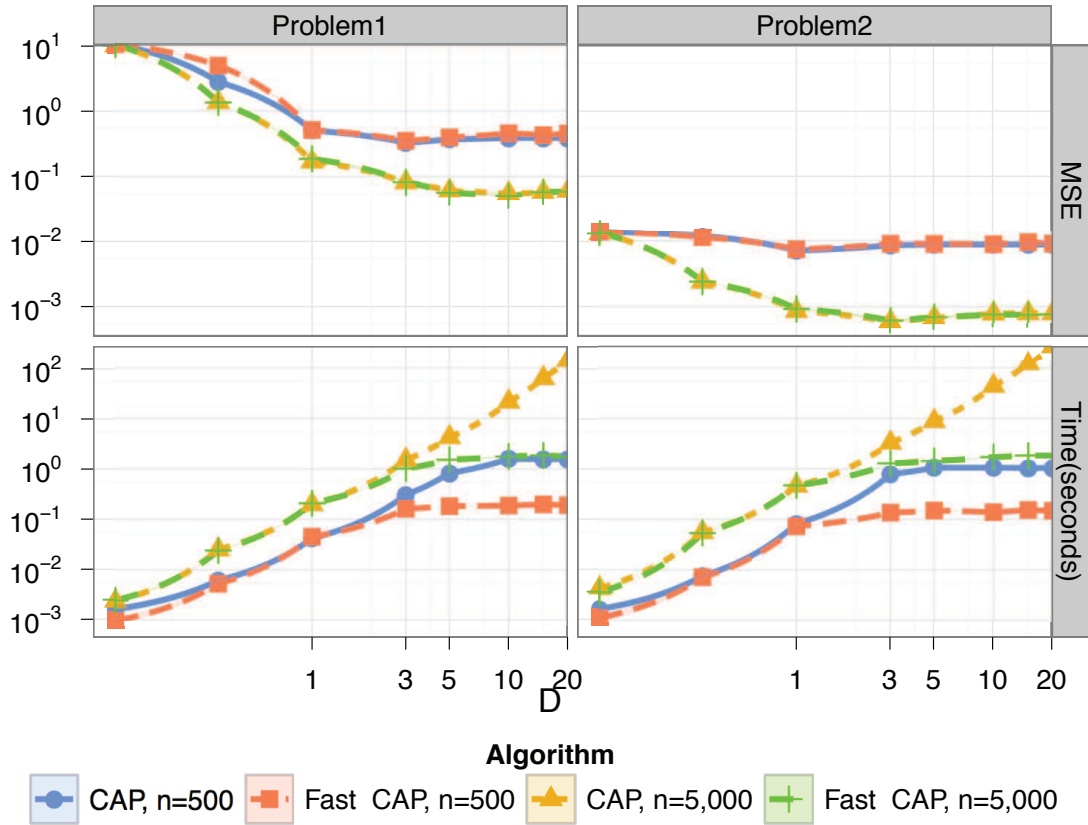 Problem1 Problem2
10^1
10^0
10^-1
10^-2
10^-3
MSE
10^2
10^1
10^0
10^-1
10^-2
10^-3
Time(seconds)
1 3 5 10 20 1 3 5 10 20
D
Algorithm
CAP, n=500 Fast CAP, n=500 CAP, n=5,000 Fast CAP, n=5,000